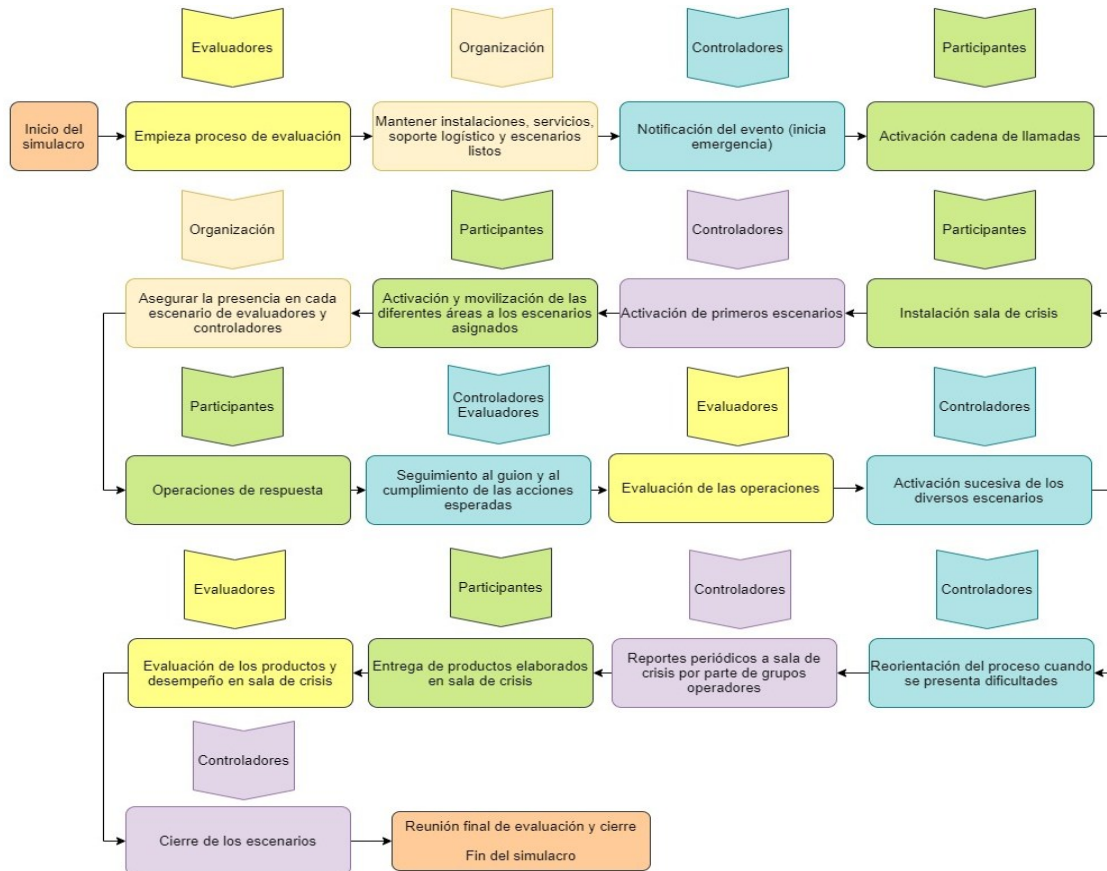 Evaluadores
Organización
Controladores
Participantes
Inicio del
simulacro
Empieza proceso de evaluación
Mantener instalaciones, servicios,
soporte logístico y escenarios
listos
Notificación del evento (inicia
emergencia)
Activación cadena de llamadas
Organización
Participantes
Controladores
Participantes
Asegurar la presencia en cada
escenario de evaluadores y
controladores
Activación y movilización de las
diferentes áreas a los escenarios
asignados
Activación de primeros escenarios
Instalación sala de crisis
Participantes
Controladores
Evaluadores
Evaluadores
Controladores
Operaciones de respuesta
Seguimiento al guion y al
cumplimiento de las acciones
esperadas
Evaluación de las operaciones
Activación sucesiva de los
diversos escenarios
Evaluadores
Participantes
Controladores
Controladores
Evaluación de los productos y
desempeño en sala de crisis
Entrega de productos elaborados
en sala de crisis
Reportes periódicos a sala de
crisis por parte de grupos
operadores
Reorientación del proceso cuando
se presenta dificultades
Controladores
Cierre de los escenarios
Reunión final de evaluación y cierre
Fin del simulacro